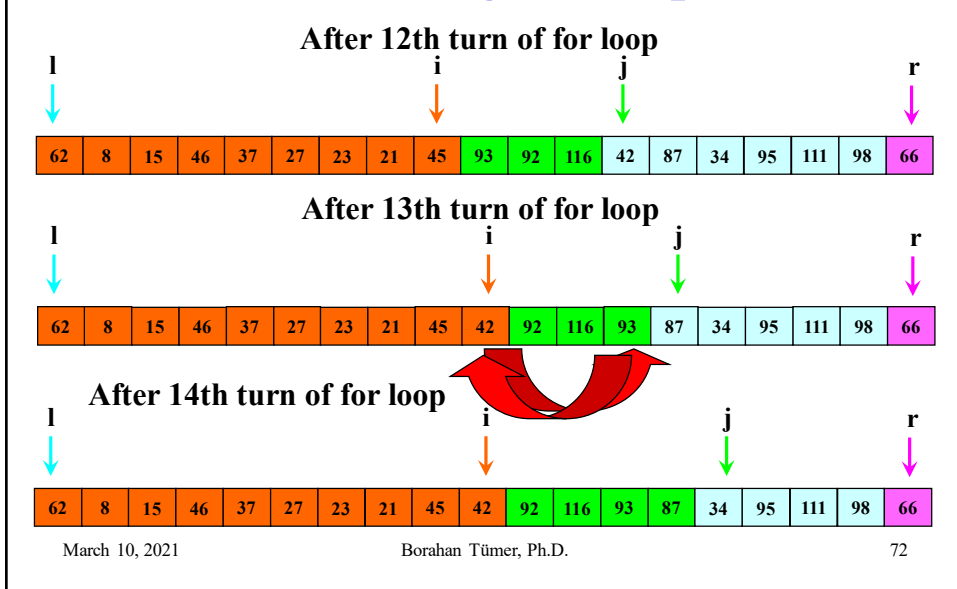 After 12th turn of for loop
l i j r
62 8 15 46 37 27 23 21 45 93 92 116 42 87 34 95 111 98 66
After 13th turn of for loop
l i j r
62 8 15 46 37 27 23 21 45 42 92 116 93 87 34 95 111 98 66
After 14th turn of for loop
l i j r
62 8 15 46 37 27 23 21 45 42 92 116 93 87 34 95 111 98 66
March 10, 2021 Borahan Tümer, Ph.D. 72